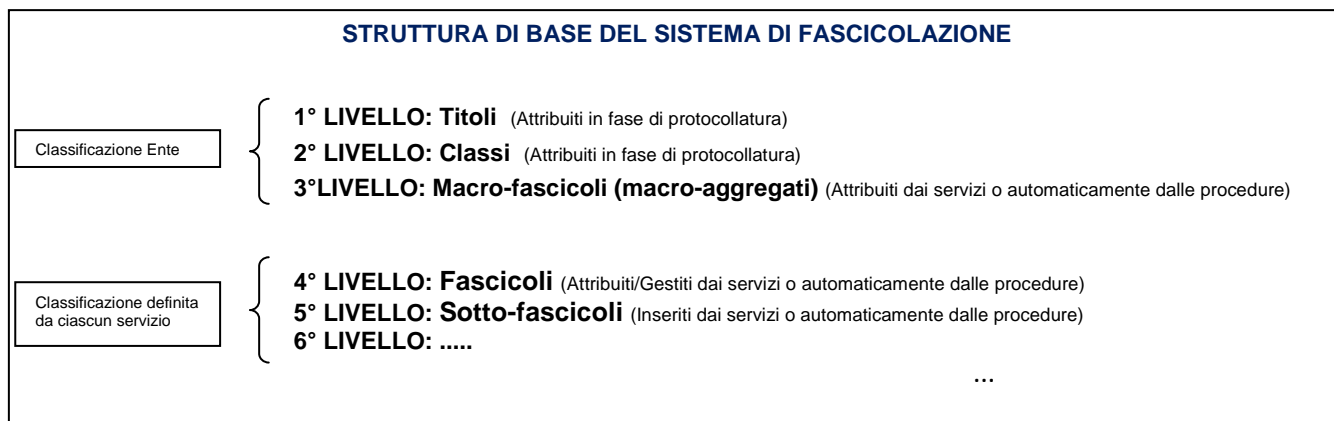 STRUTTURA DI BASE DEL SISTEMA DI FASCICOLAZIONE
Classificazione Ente
1° LIVELLO: Titoli (Attribuiti in fase di protocollatura)
2° LIVELLO: Classi (Attribuiti in fase di protocollatura)
3°LIVELLO: Macro-fascicoli (macro-aggregati) (Attribuiti dai servizi o automaticamente dalle procedure)
Classificazione definita
da ciascun servizio
4° LIVELLO: Fascicoli (Attribuiti/Gestiti dai servizi o automaticamente dalle procedure)
5° LIVELLO: Sotto-fascicoli (Inseriti dai servizi o automaticamente dalle procedure)
6° LIVELLO: .....
...